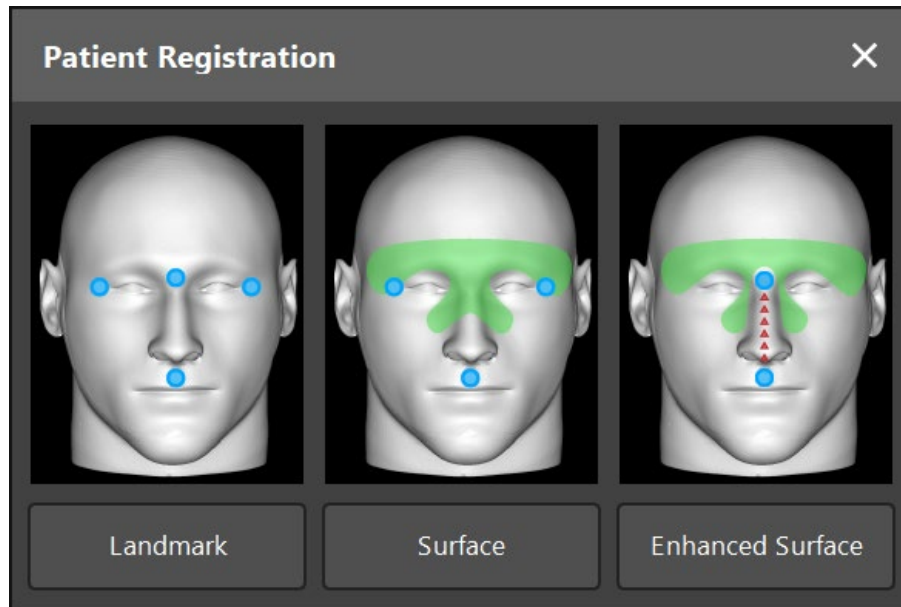 Patient Registration
Landmark
Surface
Enhanced Surface